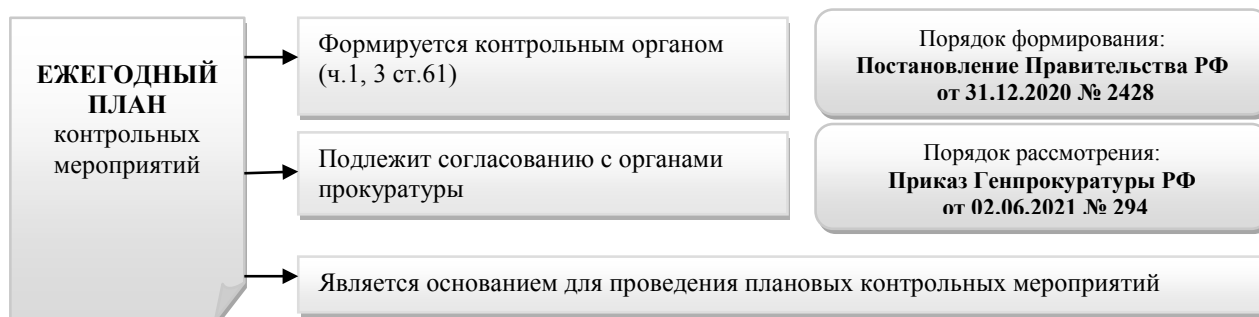 ЕЖЕГОДНЫЙ
ПЛАН
контрольных
мероприятий
Формируется контрольным органом
(ч.1, 3 ст.61)
Порядок формирования:
Постановление Правительства РФ
от 31.12.2020 № 2428
Подлежит согласованию с органами
прокуратуры
Порядок рассмотрения:
Приказ Генпрокуратуры РФ
от 02.06.2021 № 294
Является основанием для проведения плановых контрольных мероприятий